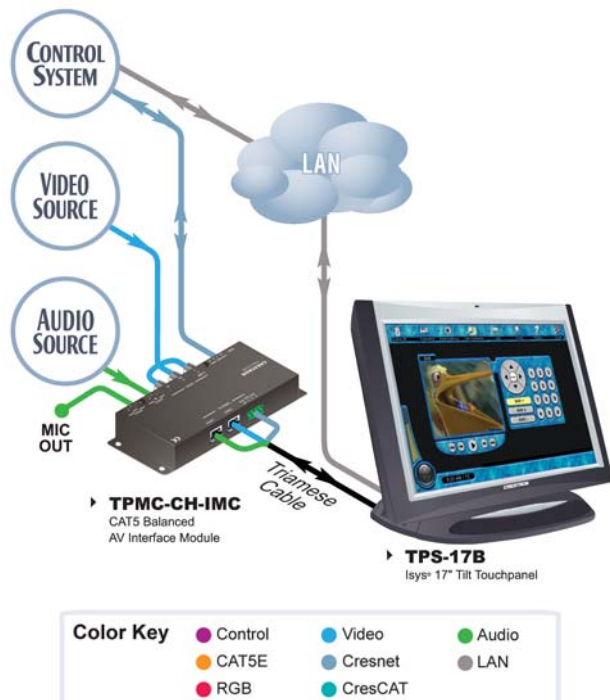 CONTROL
SYSTEM
VIDEO
SOURCE
AUDIO
SOURCE
MIC
OUT
LAN
Triamese
Cable
TPMC-CH-IMC
CAT5 Balanced
AV Interface Module
CRESTRON
TPS-17B
Isys® 17" Tilt Touchpanel
Color Key
Control
Video
Audio
CAT5E
Cresnet
LAN
RGB
CresCAT